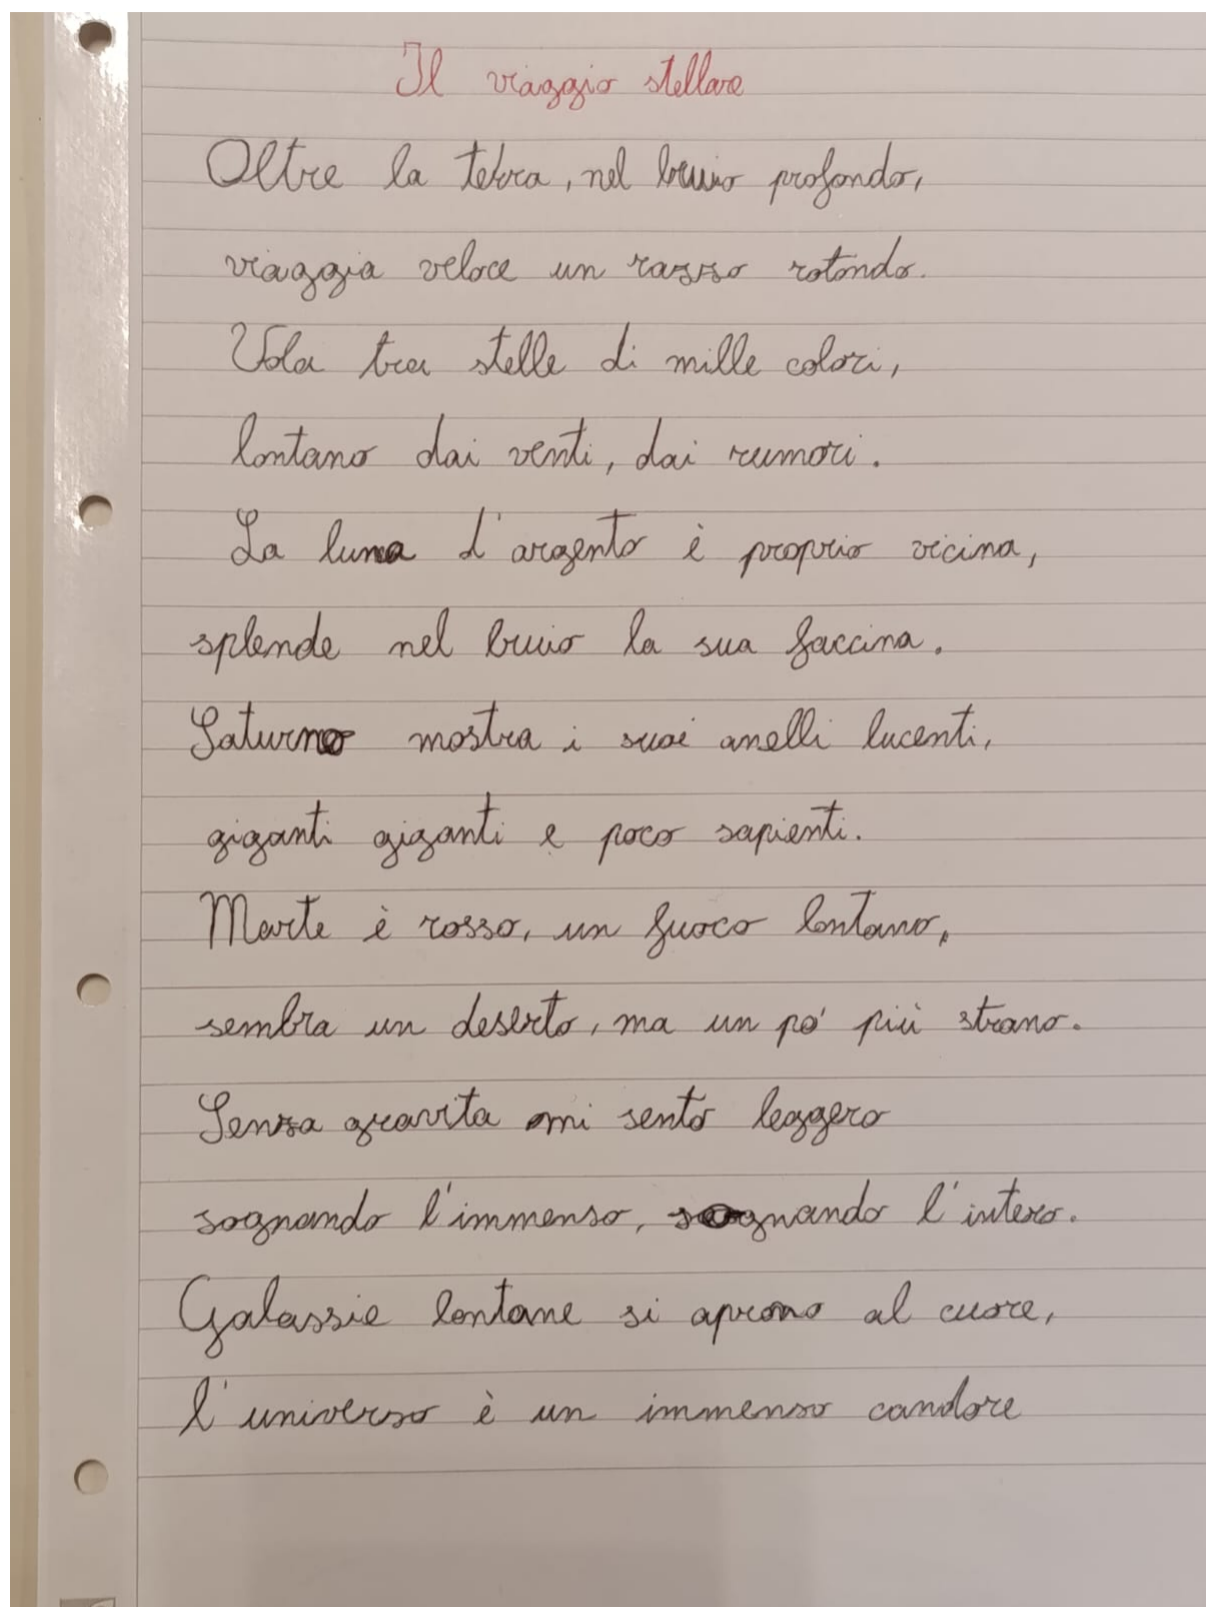 Il viaggio stellare
Oltre la terra, nel buio profondo,
viaggia veloce un razzo rotondo.
Vola tra stelle di mille colori,
lontano dai venti, dai rumori.
La luna d'argento è proprio vicina,
splende nel buio la sua faccina.
Saturno mostra i suoi anelli lucenti,
giganti giganti e poco sapienti.
Marte è rosso, un fuoco lontano,
sembra un deserto, ma un po' più strano.
Senza gravita mi sento leggero
sognando l'immenso, sognando l'intero.
Galassie lontane si aprono al cuore,
l'universo è un immenso candore